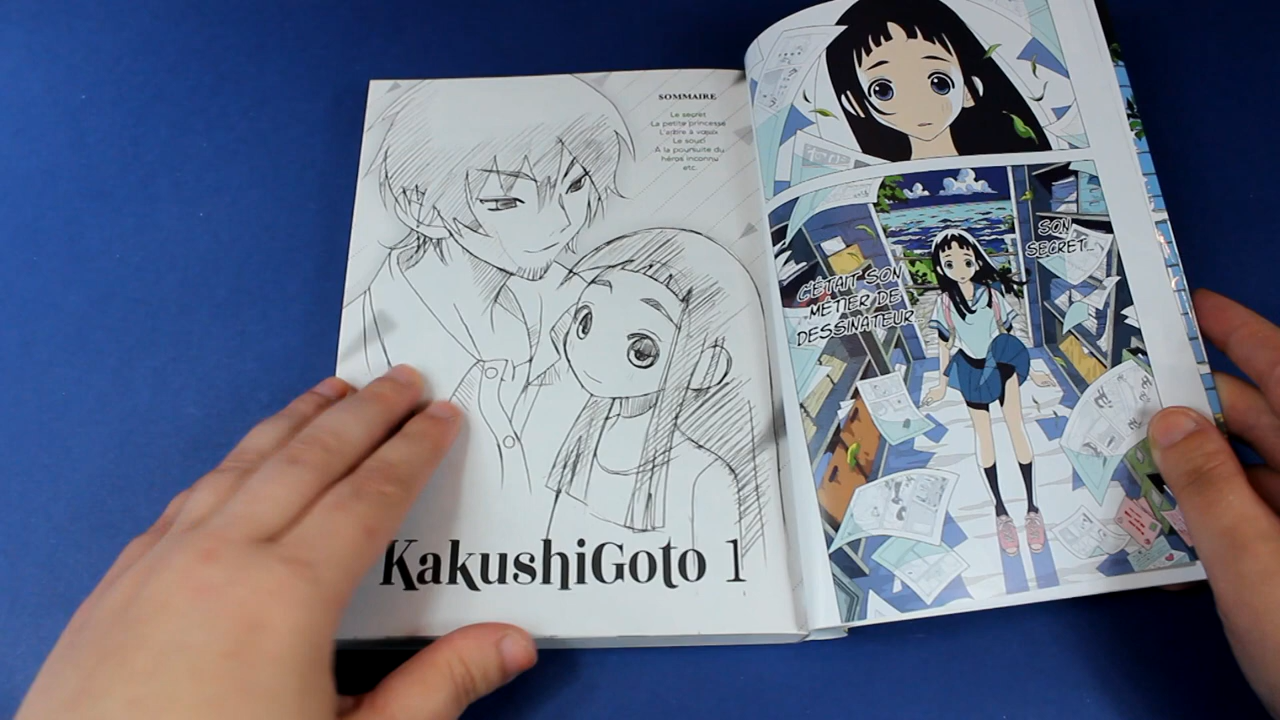 SOMMAIRE
Le secret
La petite princesse
L'arbre à vœux
Le souci
À la poursuite du
héros inconnu
etc.
KakushiGoto 1
SON
SECRET...
C'ÉTAIT SON
MÉTIER DE
DESSINATEUR...